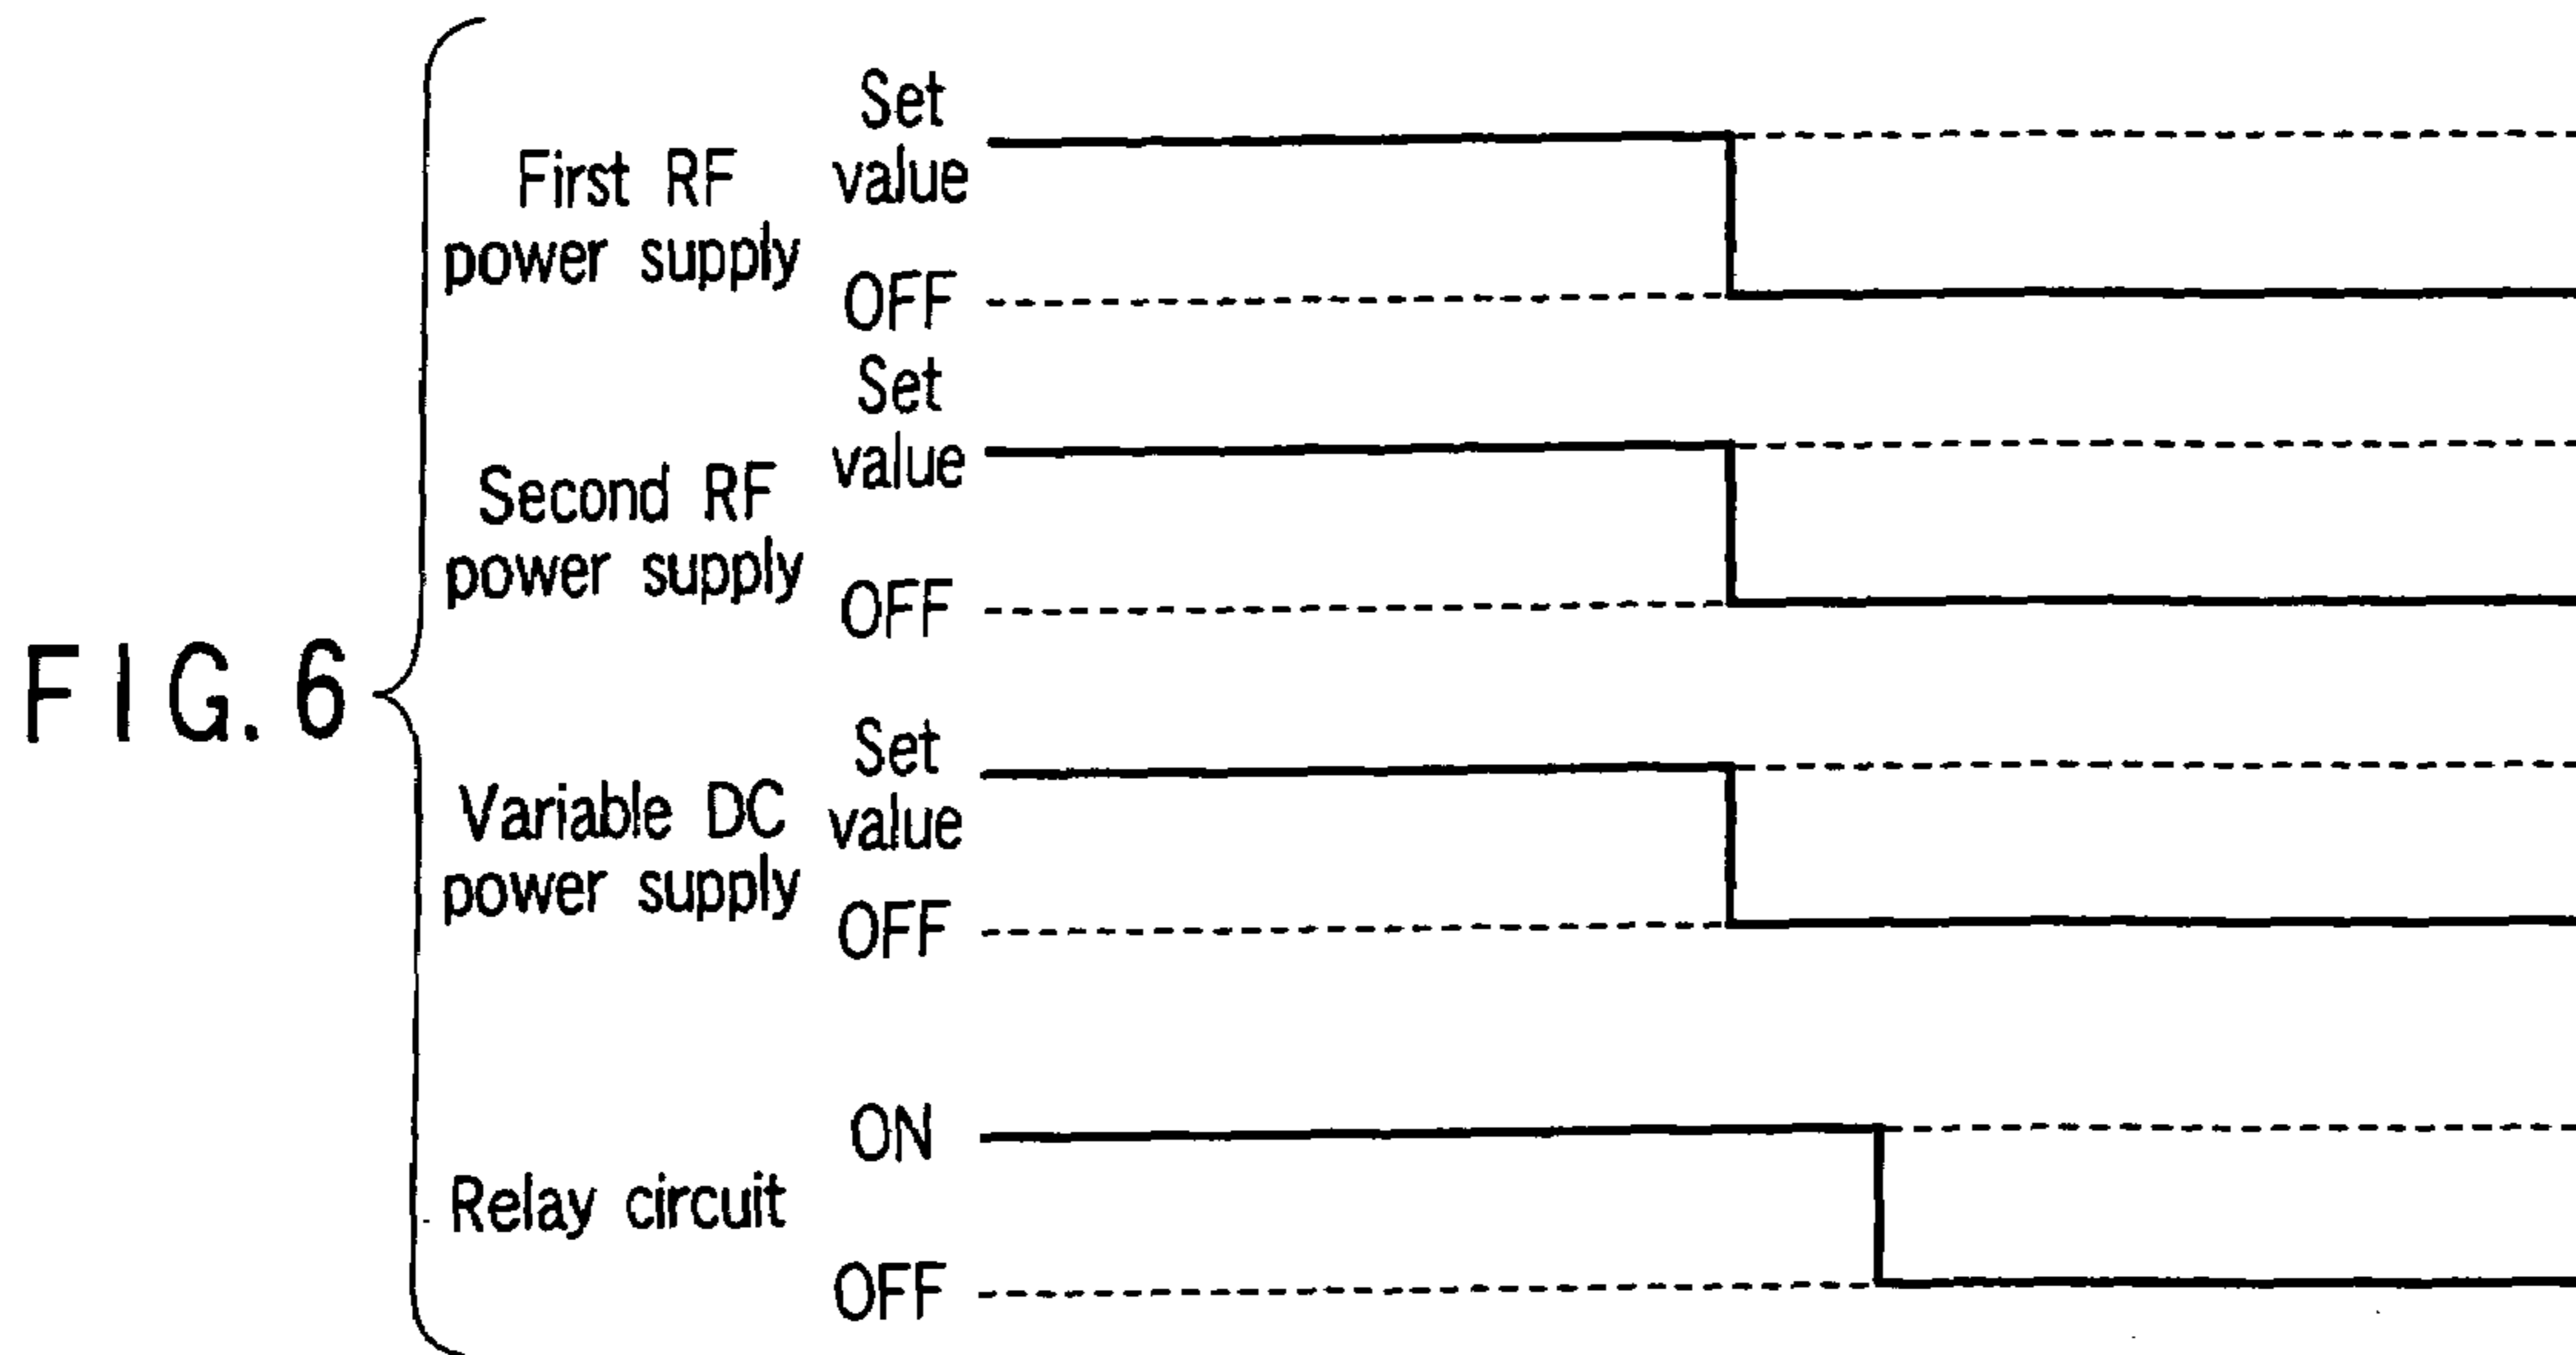 FIG. 6
First RF
power supply
Set
value
OFF
Second RF
power supply
Set
value
OFF
Variable DC
power supply
Set
value
OFF
Relay circuit
ON
OFF